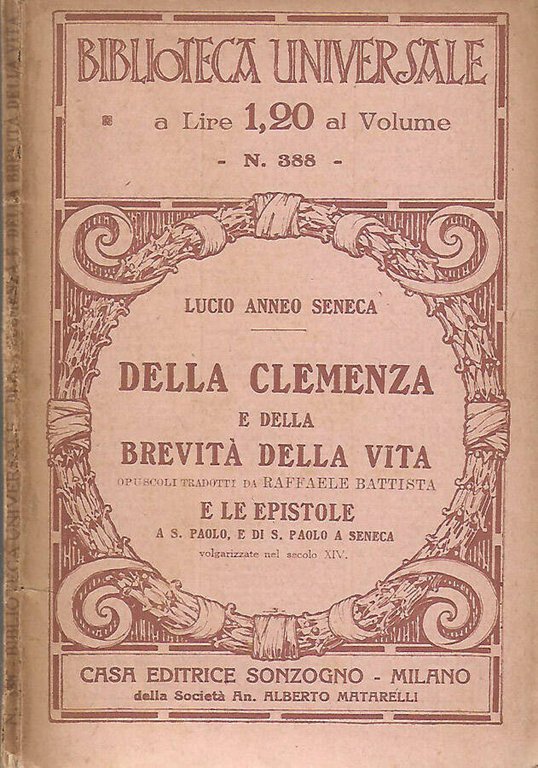 BIBLIOTECA UNIVERSALE
a Lire 1,20 al Volume
- N. 388 -
LUCIO ANNEO SENECA
DELLA CLEMENZA
E DELLA
BREVITÀ DELLA VITA
OPUSCOLI TRADOTTI DA RAFFAELE BATTISTA
E LE EPISTOLE
A S. PAOLO, E DI S. PAOLO A SENECA
volgarizzate nel secolo XIV.
CASA EDITRICE SONZOGNO - MILANO
della Società An. ALBERTO MATARELLI